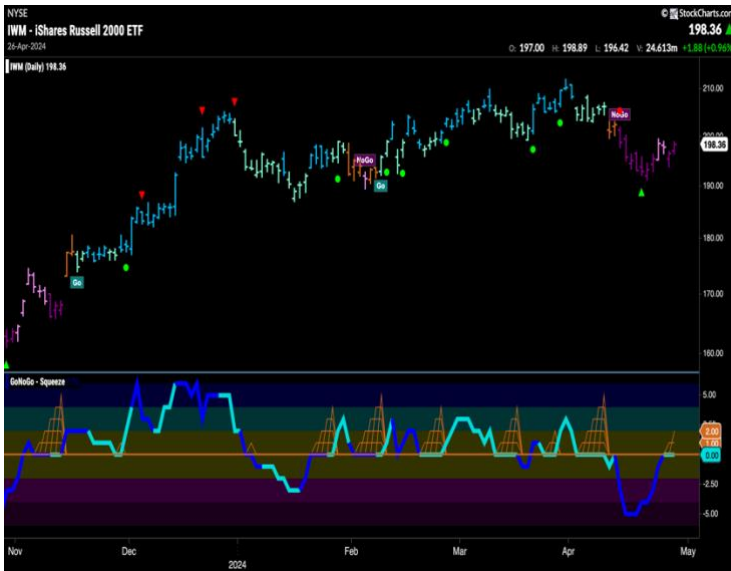 NYSE
© StockCharts.com
IWM - iShares Russell 2000 ETF
198.36
26-Apr-2024
O: 197.00 H: 198.89 L: 196.42 V: 24.613m +1.88 (+0.96%
IWM (Daily) 198.36
210.00
NoGo
200.00
198.36
NoGo
Go
190.00
180.00
Go
170.00
160.00
GoNoGo - Squeeze
5.00
2.00
1.00
0.00
-2.50
-5.00
Nov Dec Feb Mar Apr May
2024